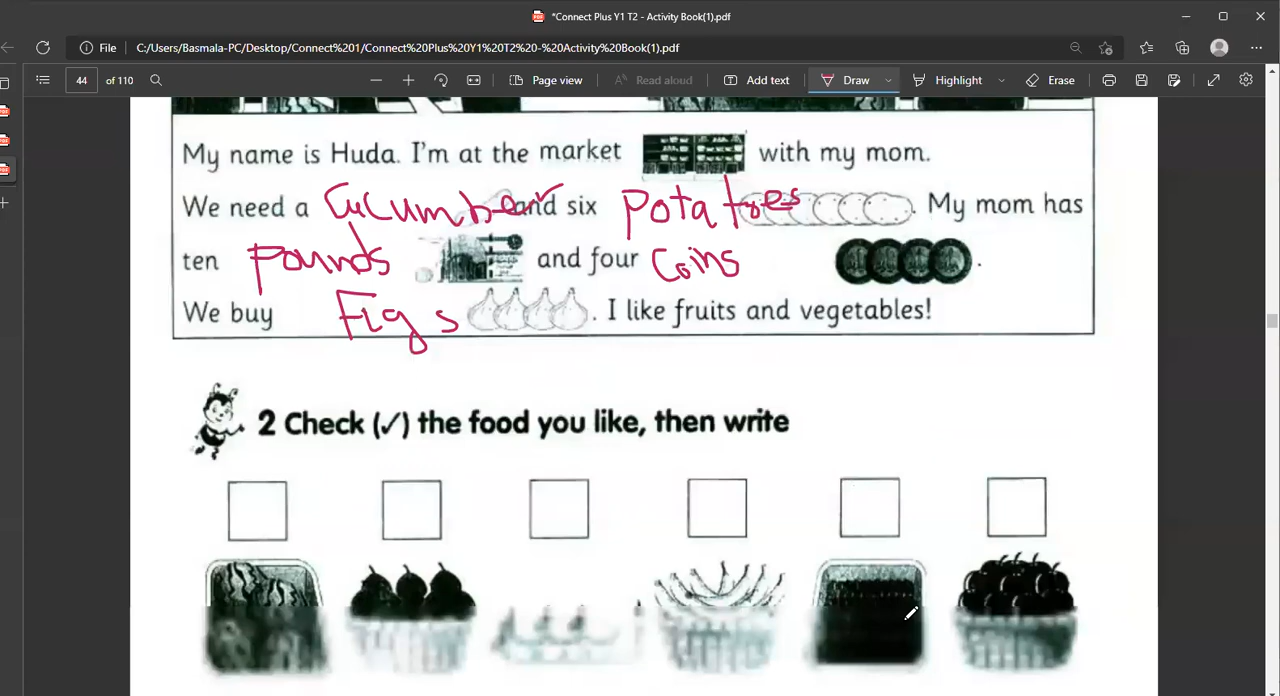 *Connect Plus Y1 T2 - Activity Book(1).pdf
File C:/Users/Basmala-PC/Desktop/Connect%201/Connect%20Plus%20Y1%20T2%20-%20Activity%20Book(1).pdf
44 of 110 Page view Read aloud Add text Draw Highlight Erase
My name is Huda. I'm at the market with my mom.
We need a Cucumber and six potatoes. My mom has
ten pounds and four Coins.
We buy Figs. I like fruits and vegetables!
2 Check (✓) the food you like, then write